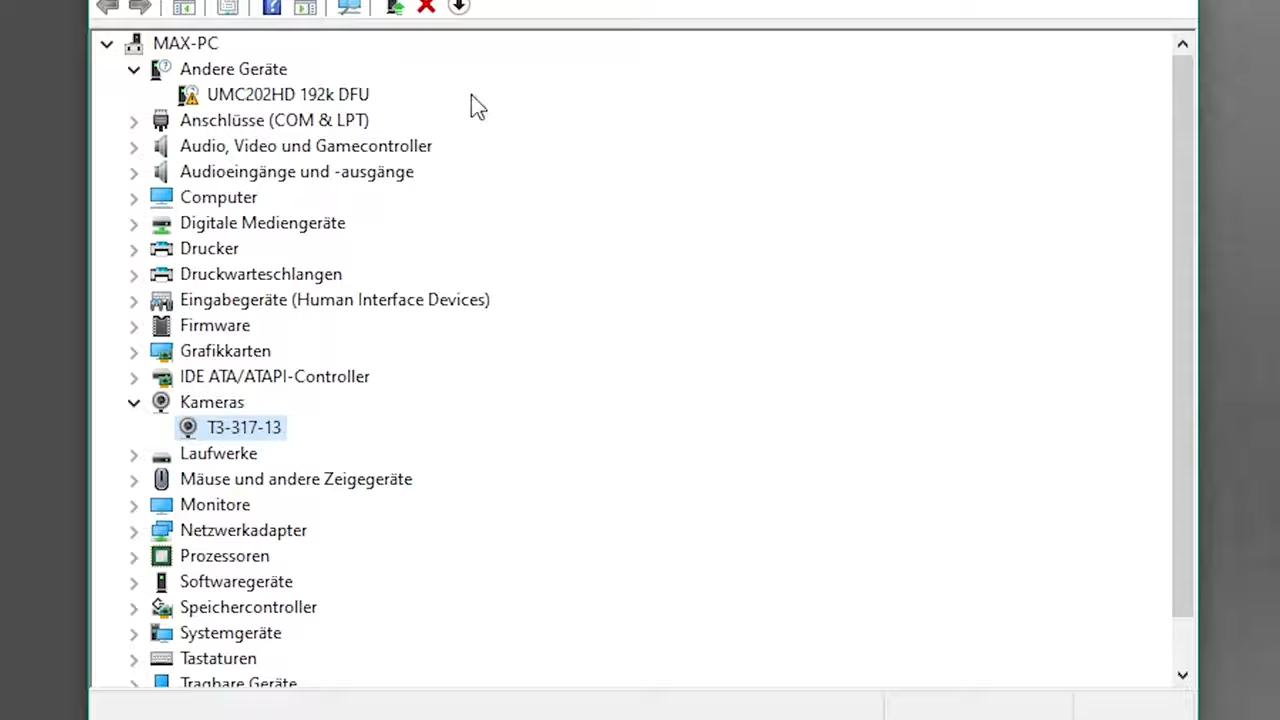 MAX-PC
Andere Geräte
UMC202HD 192k DFU
Anschlüsse (COM & LPT)
Audio, Video und Gamecontroller
Audioeingänge und -ausgänge
Computer
Digitale Mediengeräte
Drucker
Druckwarteschlangen
Eingabegeräte (Human Interface Devices)
Firmware
Grafikkarten
IDE ATA/ATAPI-Controller
Kameras
T3-317-13
Laufwerke
Mäuse und andere Zeigegeräte
Monitore
Netzwerkadapter
Prozessoren
Softwaregeräte
Speichercontroller
Systemgeräte
Tastaturen
Tragbare Geräte